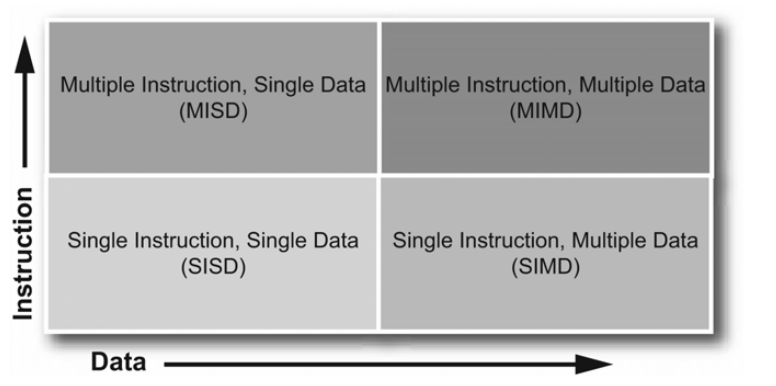 Multiple Instruction, Single Data
(MISD)
Multiple Instruction, Multiple Data
(MIMD)
Single Instruction, Single Data
(SISD)
Single Instruction, Multiple Data
(SIMD)
Instruction
Data